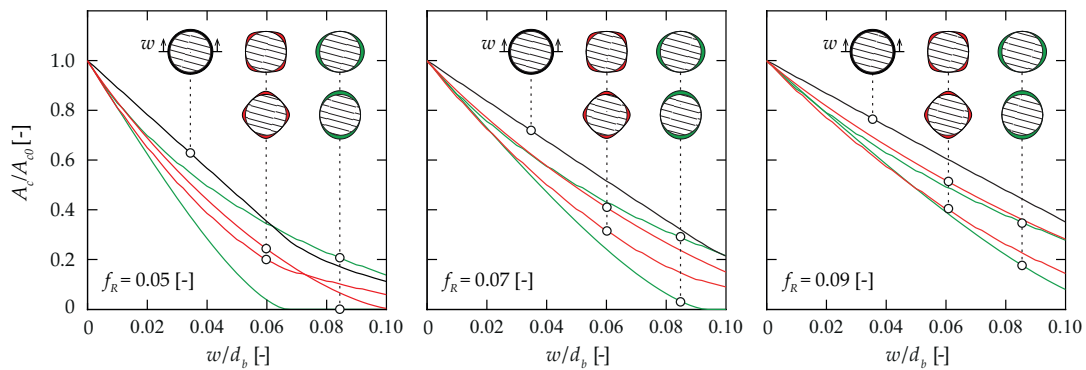 A_c/A_c0 [-]
1.0
0.8
0.6
0.4
0.2
0
w
f_R = 0.05 [-]
0 0.02 0.04 0.06 0.08 0.10
w/d_b [-]
w
f_R = 0.07 [-]
0 0.02 0.04 0.06 0.08 0.10
w/d_b [-]
w
f_R = 0.09 [-]
0 0.02 0.04 0.06 0.08 0.10
w/d_b [-]